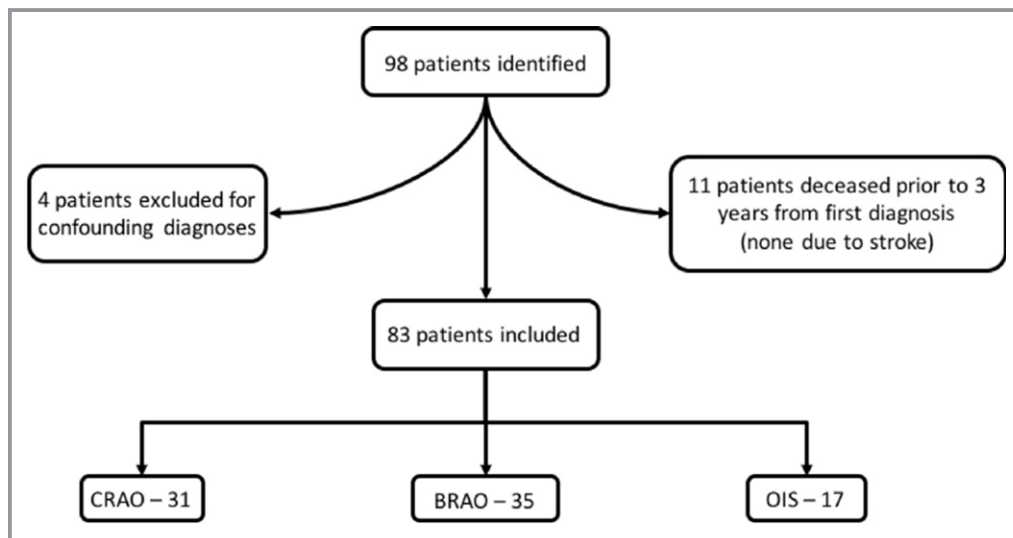 98 patients identified
4 patients excluded for
confounding diagnoses
11 patients deceased prior to 3
years from first diagnosis
(none due to stroke)
83 patients included
CRAO – 31
BRAO – 35
OIS – 17